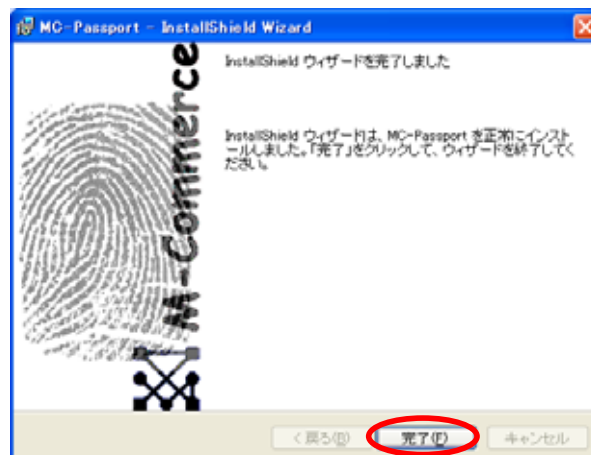 MC-Passport - InstallShield Wizard
InstallShield ウィザードを完了しました
InstallShield ウィザードは、MC-Passport を正常にインスト
ールしました。「完了」をクリックして、ウィザードを終了してく
ださい。
M-Commerce
< 戻る(B)
完了(F)
キャンセル